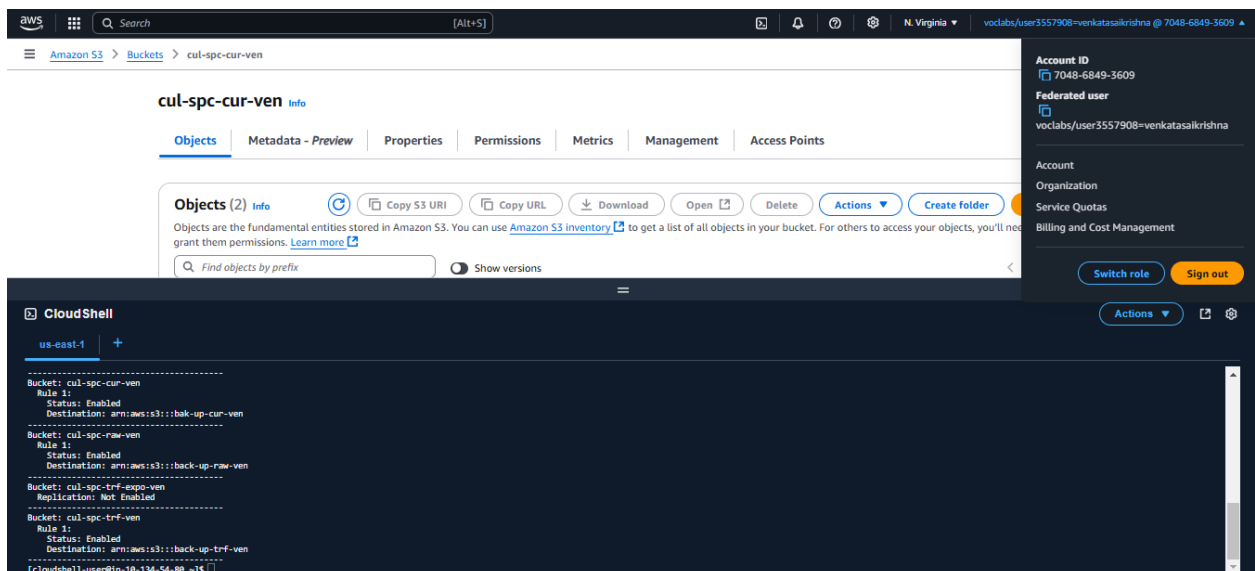 aws Search [Alt+S] N. Virginia voclabs/user3557908=venkatasaikrishna @ 7048-6849-3609
Amazon S3 > Buckets > cul-spc-cur-ven
Account ID
7048-6849-3609
Federated user
voclabs/user3557908=venkatasaikrishna
Account
Organization
Service Quotas
Billing and Cost Management
Switch role Sign out
cul-spc-cur-ven Info
Objects Metadata - Preview Properties Permissions Metrics Management Access Points
Objects (2) Info Copy S3 URI Copy URL Download Open Delete Actions Create folder
Objects are the fundamental entities stored in Amazon S3. You can use Amazon S3 inventory to get a list of all objects in your bucket. For others to access your objects, you'll nee
grant them permissions. Learn more
Find objects by prefix Show versions
CloudShell Actions
us-east-1 +
----------------------------------------
Bucket: cul-spc-cur-ven
Rule 1:
Status: Enabled
Destination: arn:aws:s3:::bak-up-cur-ven
----------------------------------------
Bucket: cul-spc-raw-ven
Rule 1:
Status: Enabled
Destination: arn:aws:s3:::back-up-raw-ven
----------------------------------------
Bucket: cul-spc-trf-expo-ven
Replication: Not Enabled
----------------------------------------
Bucket: cul-spc-trf-ven
Rule 1:
Status: Enabled
Destination: arn:aws:s3:::back-up-trf-ven
----------------------------------------
[cloudshell-user@ip-10-134-54-80 ~]$